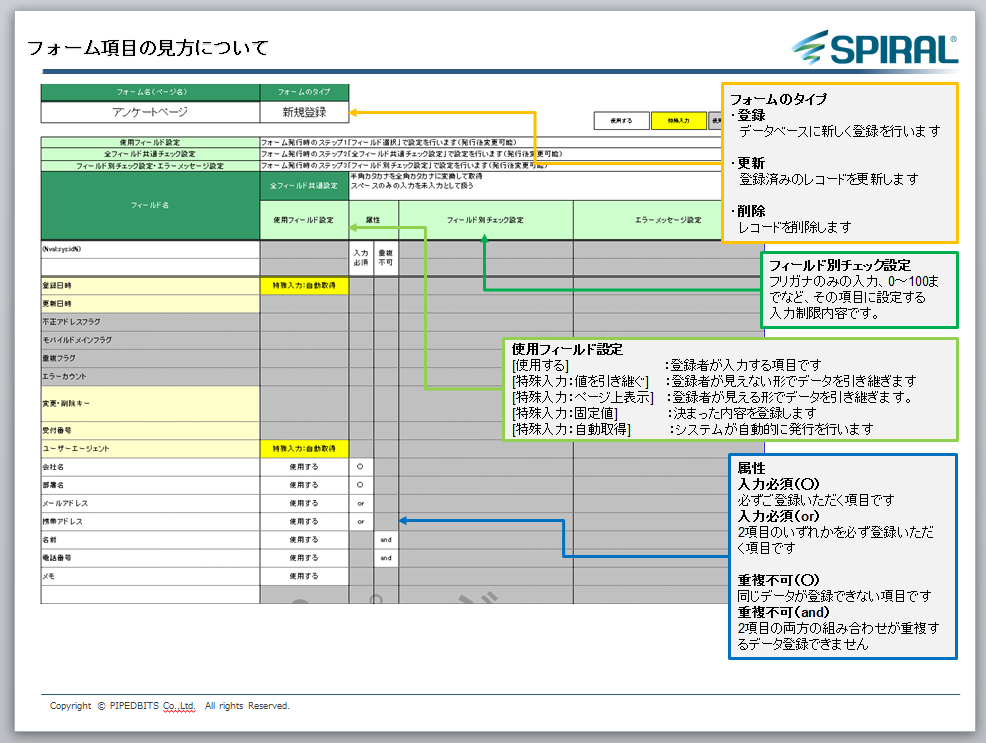 フォーム項目の見方について
SPIRAL®
フォーム名(ページ名)
フォームのタイプ
アンケートページ
新規登録
使用する
特殊入力
使用フィールド設定
フォーム発行時のステップ1「フィールド選択」で設定を行います(発行後変更可能)
全フィールド共通チェック設定
フォーム発行時のステップ2「全フィールド共通チェック設定」で設定を行います(発行後変更可能)
フィールド別チェック設定・エラーメッセージ設定
フォーム発行時のステップ3「フィールド別チェック設定」で設定を行います(発行後変更可能)
フィールド名
全フィールド共通設定
半角カタカナを全角カタカナに変換して取得
スペースのみの入力を未入力として扱う
使用フィールド設定
属性
フィールド別チェック設定
エラーメッセージ設定
(%val:sysid%)
入力
必須
重複
不可
登録日時
特殊入力:自動取得
更新日時
不正アドレスフラグ
モバイルドメインフラグ
重複フラグ
エラーカウント
変更・削除キー
受付番号
ユーザーエージェント
特殊入力:自動取得
会社名
使用する
○
部署名
使用する
○
メールアドレス
使用する
or
携帯アドレス
使用する
or
名前
使用する
and
電話番号
使用する
and
メモ
使用する
フォームのタイプ
・登録
データベースに新しく登録を行います
・更新
登録済みのレコードを更新します
・削除
レコードを削除します
フィールド別チェック設定
フリガナのみの入力、0～100ま
でなど、その項目に設定する
入力制限内容です。
使用フィールド設定
[使用する] :登録者が入力する項目です
[特殊入力:値を引き継ぐ] :登録者が見えない形でデータを引き継ぎます
[特殊入力:ページ上表示] :登録者が見える形でデータを引き継ぎます。
[特殊入力:固定値] :決まった内容を登録します
[特殊入力:自動取得] :システムが自動的に発行を行います
属性
入力必須(○)
必ずご登録いただく項目です
入力必須(or)
2項目のいずれかを必ず登録いただ
く項目です
重複不可(○)
同じデータが登録できない項目です
重複不可(and)
2項目の両方の組み合わせが重複す
るデータ登録できません
Copyright © PIPEDBITS Co.,Ltd. All rights Reserved.